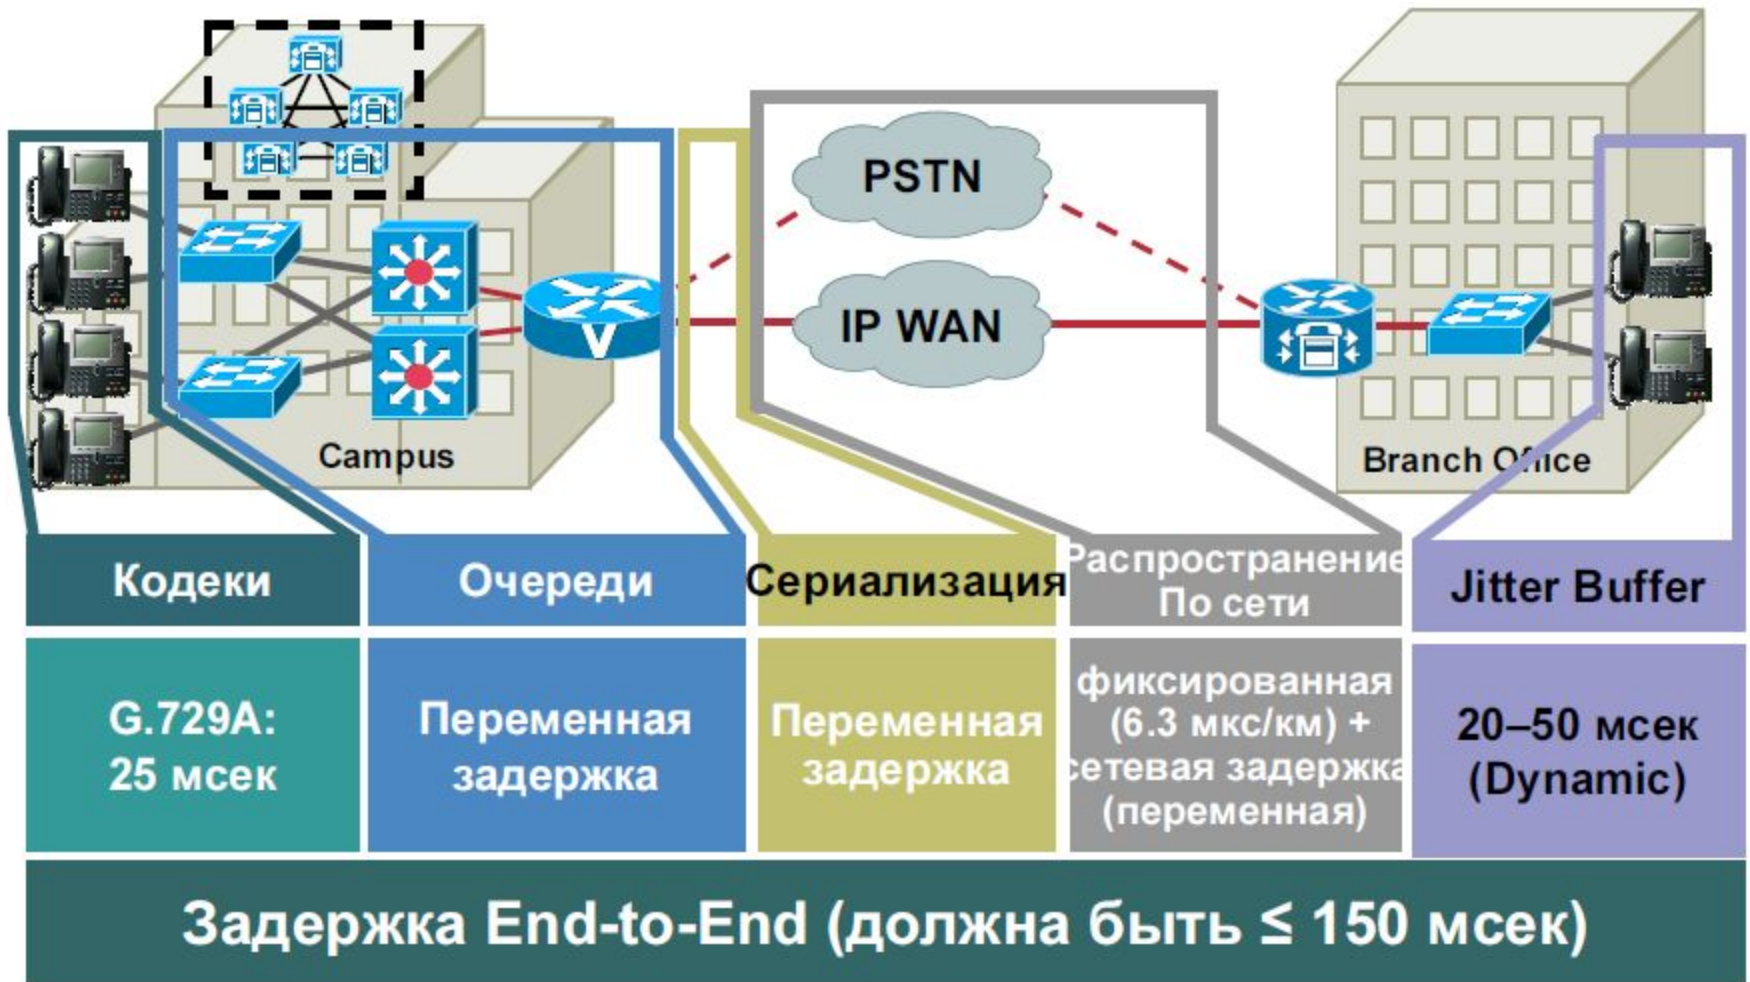 PSTN
IP WAN
V
Campus
Branch Office
Кодеки
Очереди
Сериализация
Распространение
По сети
Jitter Buffer
G.729A:
25 мсек
Переменная
задержка
Переменная
задержка
фиксированная
(6.3 мкс/км) +
сетевая задержка
(переменная)
20–50 мсек
(Dynamic)
Задержка End-to-End (должна быть ≤ 150 мсек)